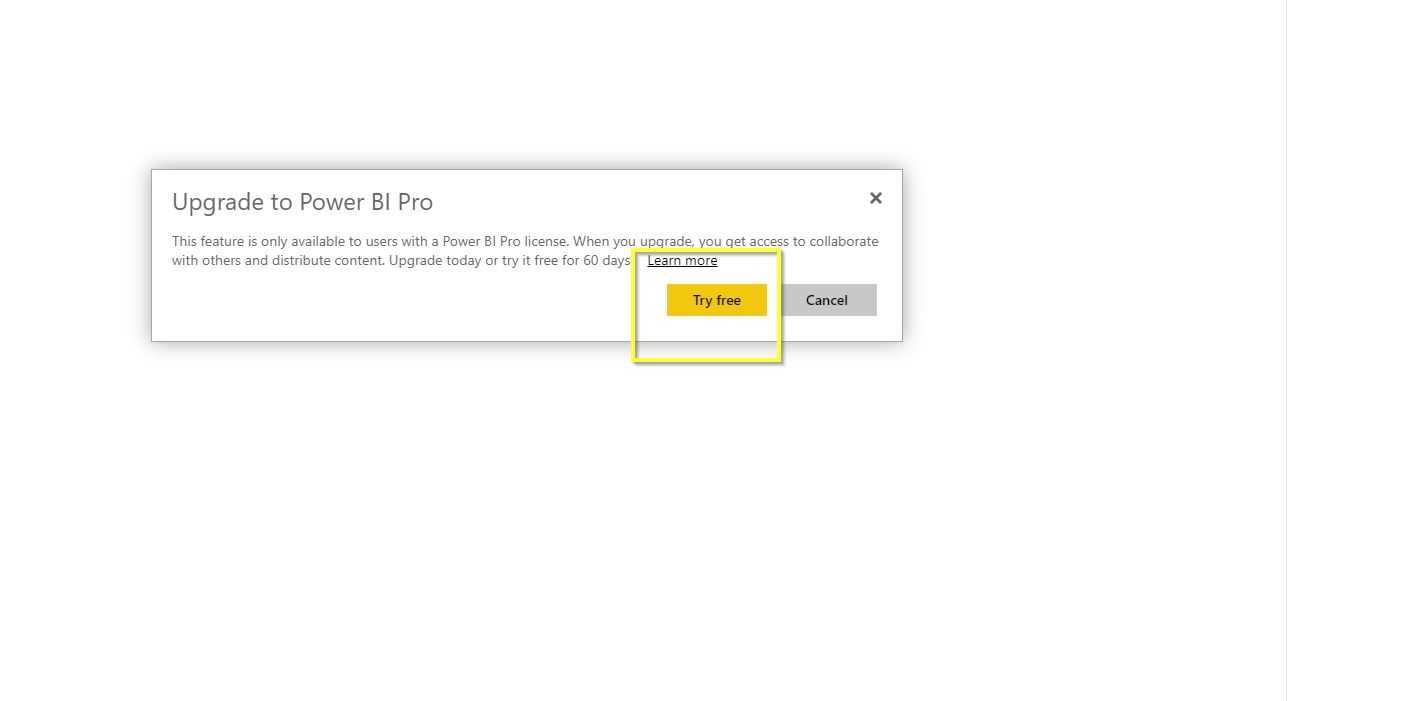 Upgrade to Power BI Pro
This feature is only available to users with a Power BI Pro license. When you upgrade, you get access to collaborate
with others and distribute content. Upgrade today or try it free for 60 days Learn more
Try free Cancel